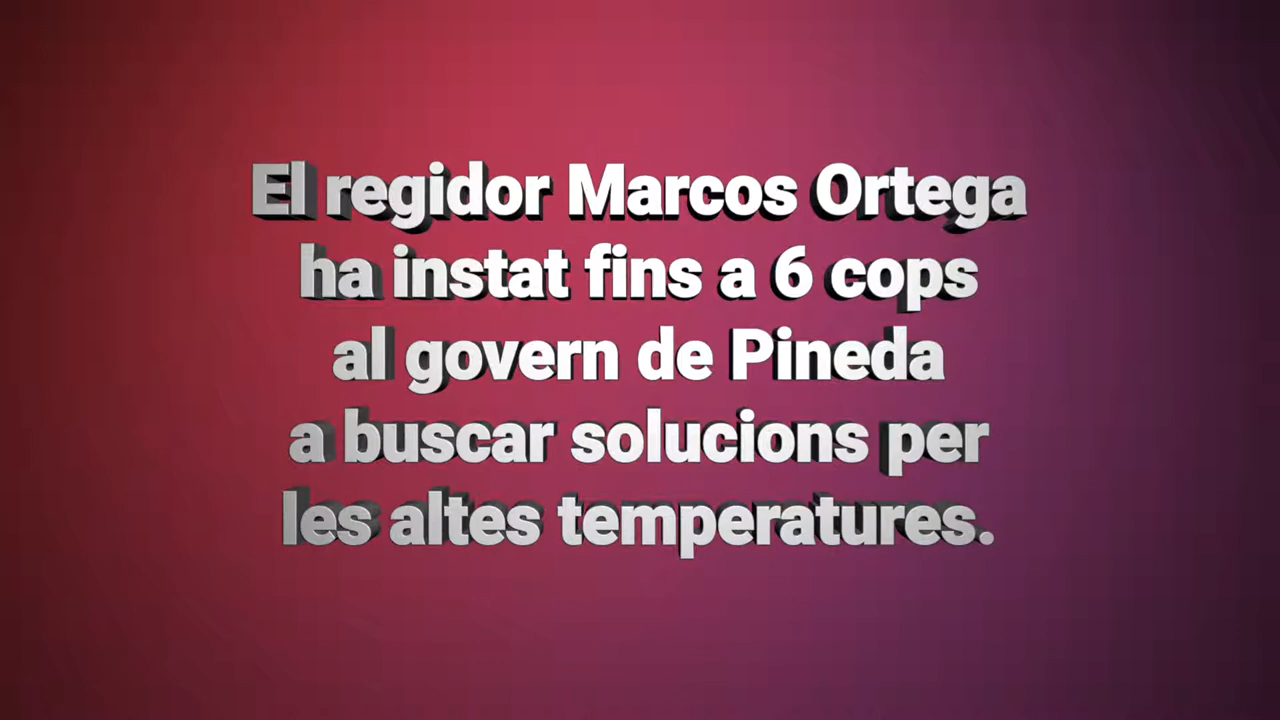 El regidor Marcos Ortega
ha instat fins a 6 cops
al govern de Pineda
a buscar solucions per
les altes temperatures.